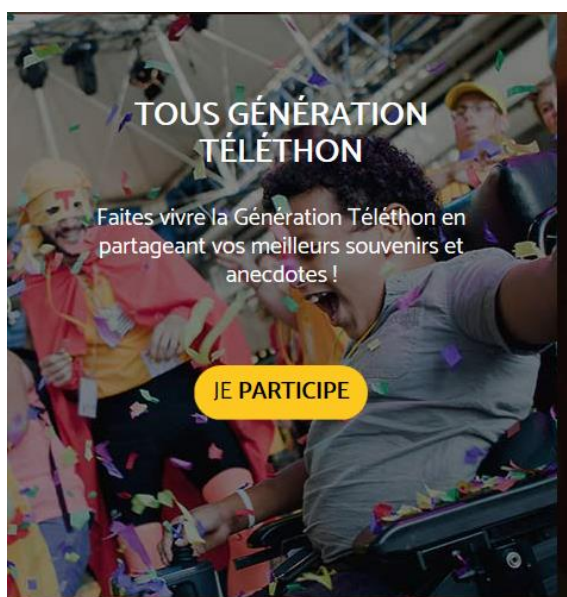 TOUS GÉNÉRATION
TÉLÉTHON
Faites vivre la Génération Téléthon en
partageant vos meilleurs souvenirs et
anecdotes !
JE PARTICIPE
T